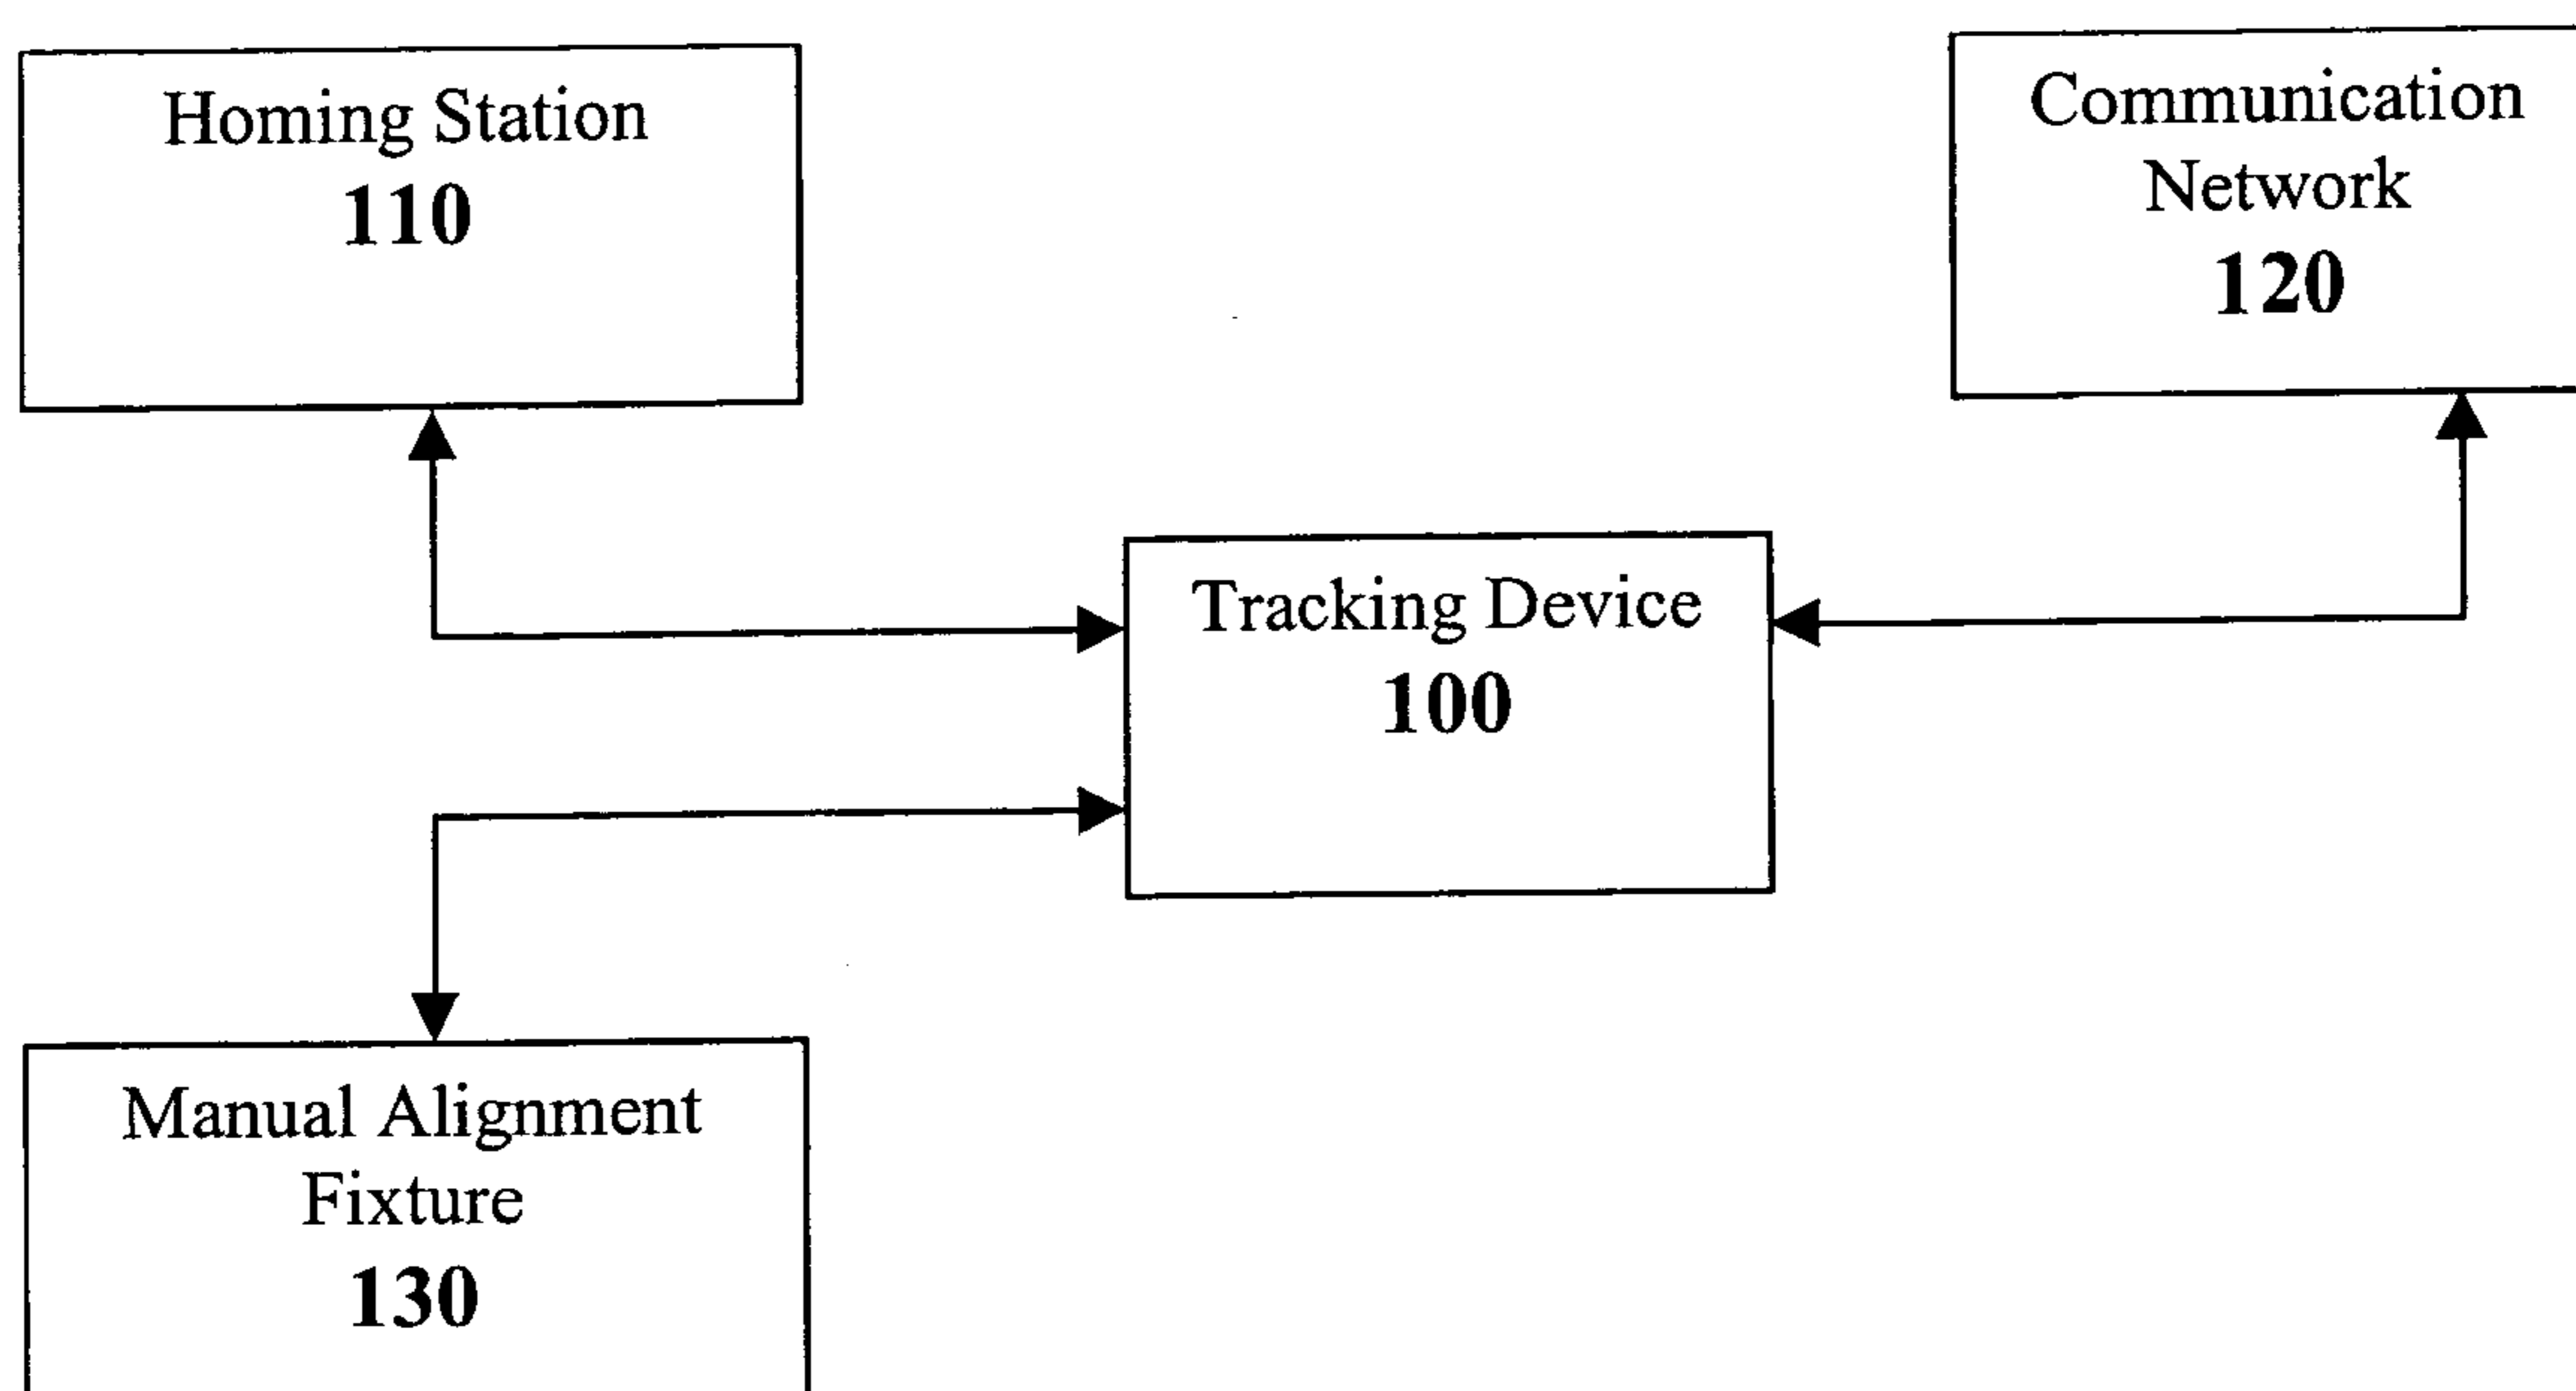 Homing Station
110
Communication
Network
120
Tracking Device
100
Manual Alignment
Fixture
130